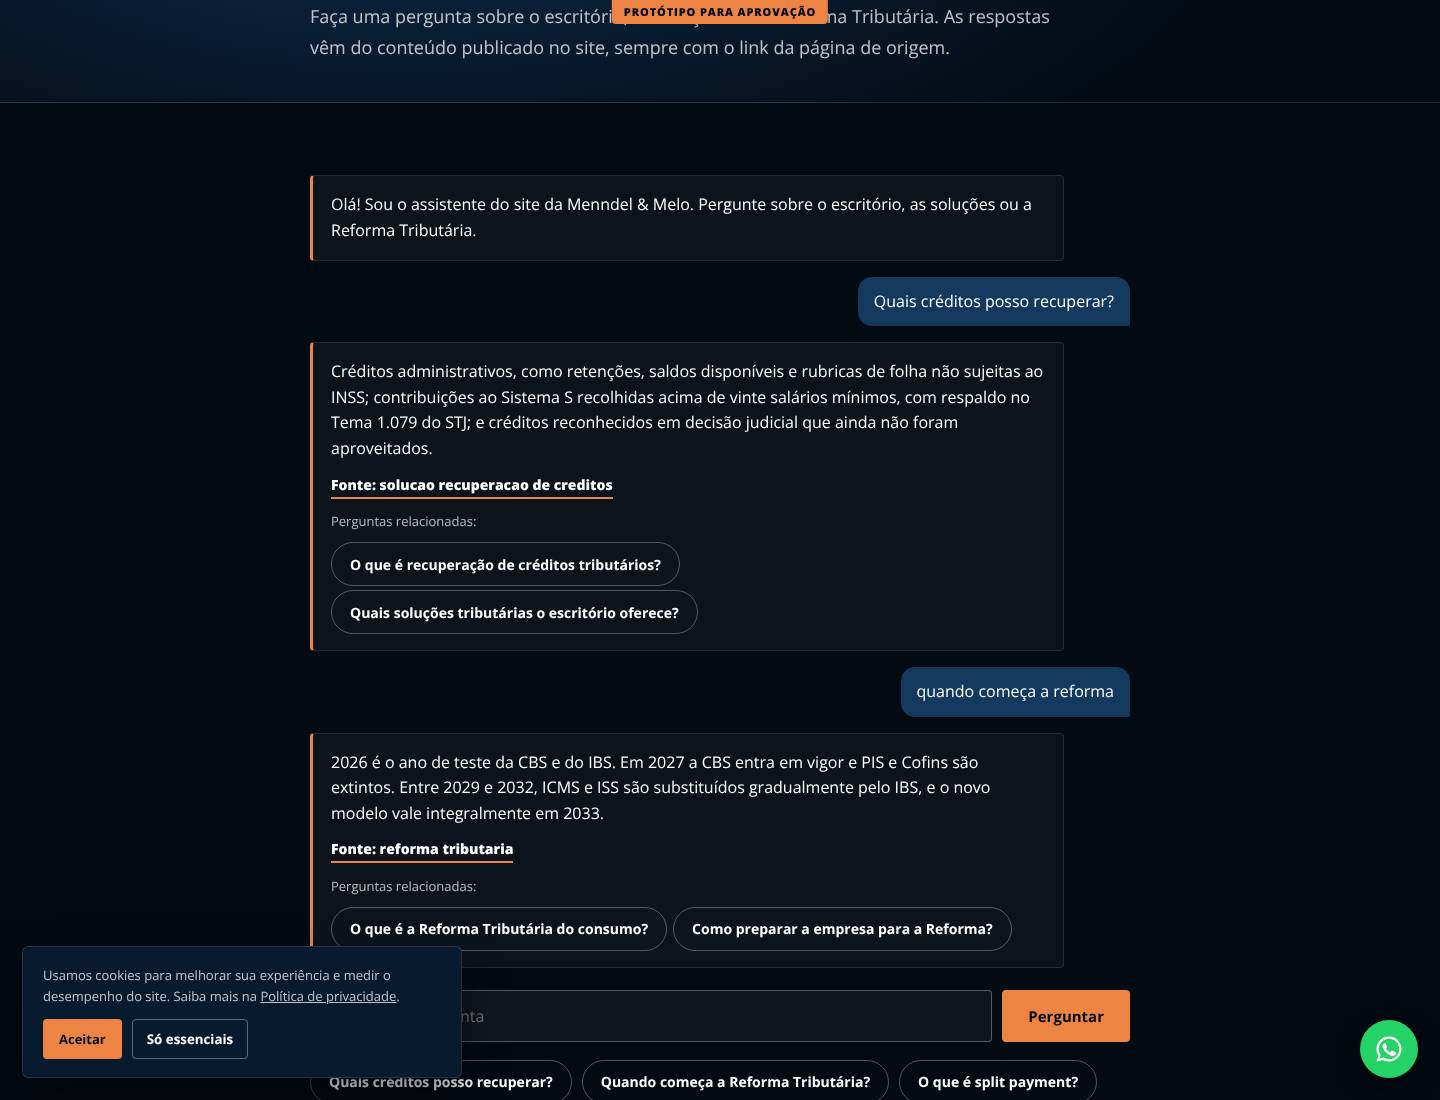 PROTÓTIPO PARA APROVAÇÃO
Faça uma pergunta sobre o escritóri ma Tributária. As respostas
vêm do conteúdo publicado no site, sempre com o link da página de origem.
Olá! Sou o assistente do site da Menndel & Melo. Pergunte sobre o escritório, as soluções ou a
Reforma Tributária.
Quais créditos posso recuperar?
Créditos administrativos, como retenções, saldos disponíveis e rubricas de folha não sujeitas ao
INSS; contribuições ao Sistema S recolhidas acima de vinte salários mínimos, com respaldo no
Tema 1.079 do STJ; e créditos reconhecidos em decisão judicial que ainda não foram
aproveitados.
Fonte: solucao recuperacao de creditos
Perguntas relacionadas:
O que é recuperação de créditos tributários?
Quais soluções tributárias o escritório oferece?
quando começa a reforma
2026 é o ano de teste da CBS e do IBS. Em 2027 a CBS entra em vigor e PIS e Cofins são
extintos. Entre 2029 e 2032, ICMS e ISS são substituídos gradualmente pelo IBS, e o novo
modelo vale integralmente em 2033.
Fonte: reforma tributaria
Perguntas relacionadas:
O que é a Reforma Tributária do consumo? Como preparar a empresa para a Reforma?
Usamos cookies para melhorar sua experiência e medir o
desempenho do site. Saiba mais na Política de privacidade.
Aceitar Só essenciais
nta Perguntar
Quais créditos posso recuperar? Quando começa a Reforma Tributária? O que é split payment?